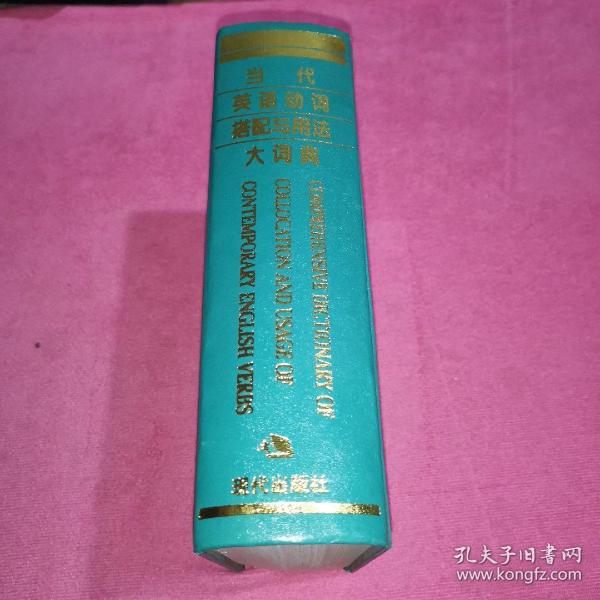 当 代
英语动词
搭配与用法
大词典
COMPREHENSIVE DICTIONARY OF
COLLOCATION AND USAGE OF
CONTEMPORARY ENGLISH VERBS
现代出版社
孔夫子旧书网
www.kongfz.com